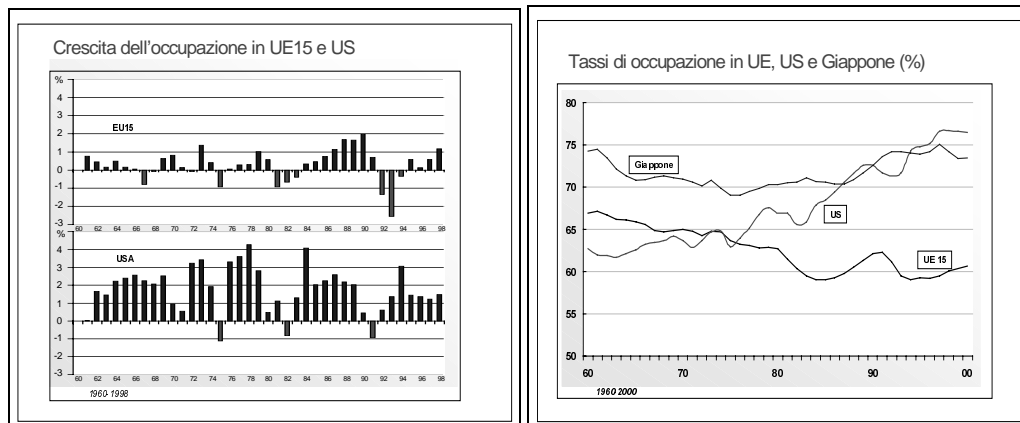 Crescita dell'occupazione in UE15 e US
%
4
3
2
1
0
-1
-2
-3
EU15
60 62 64 66 68 70 72 74 76 78 80 82 84 86 88 90 92 94 96 98
%
4
3
2
1
0
-1
-2
-3
USA
60 62 64 66 68 70 72 74 76 78 80 82 84 86 88 90 92 94 96 98
1960-1998
Tassi di occupazione in UE, US e Giappone (%)
80
75
70
65
60
55
50
Giappone
US
UE 15
60 70 80 90 00
1960 2000